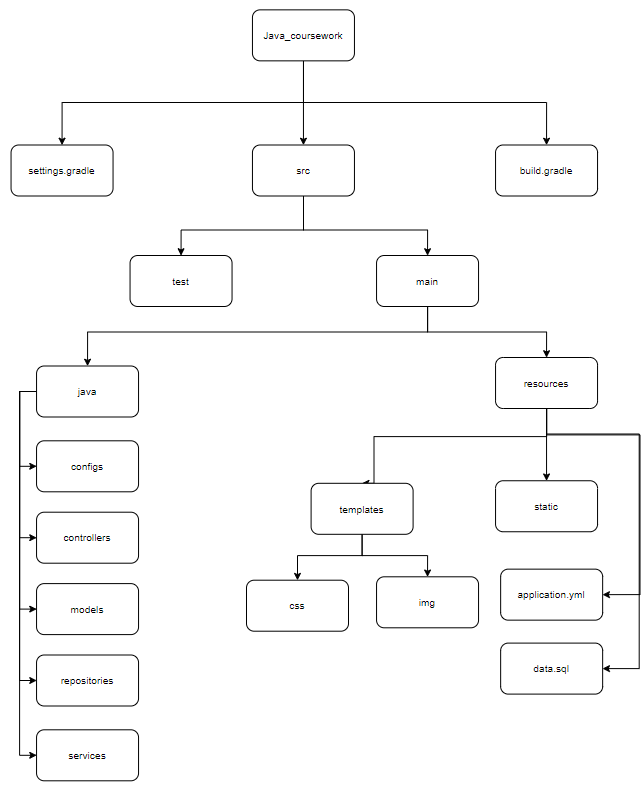 Java_coursework
settings.gradle
src
build.gradle
test
main
java
resources
configs
controllers
models
repositories
services
templates
static
css
img
application.yml
data.sql